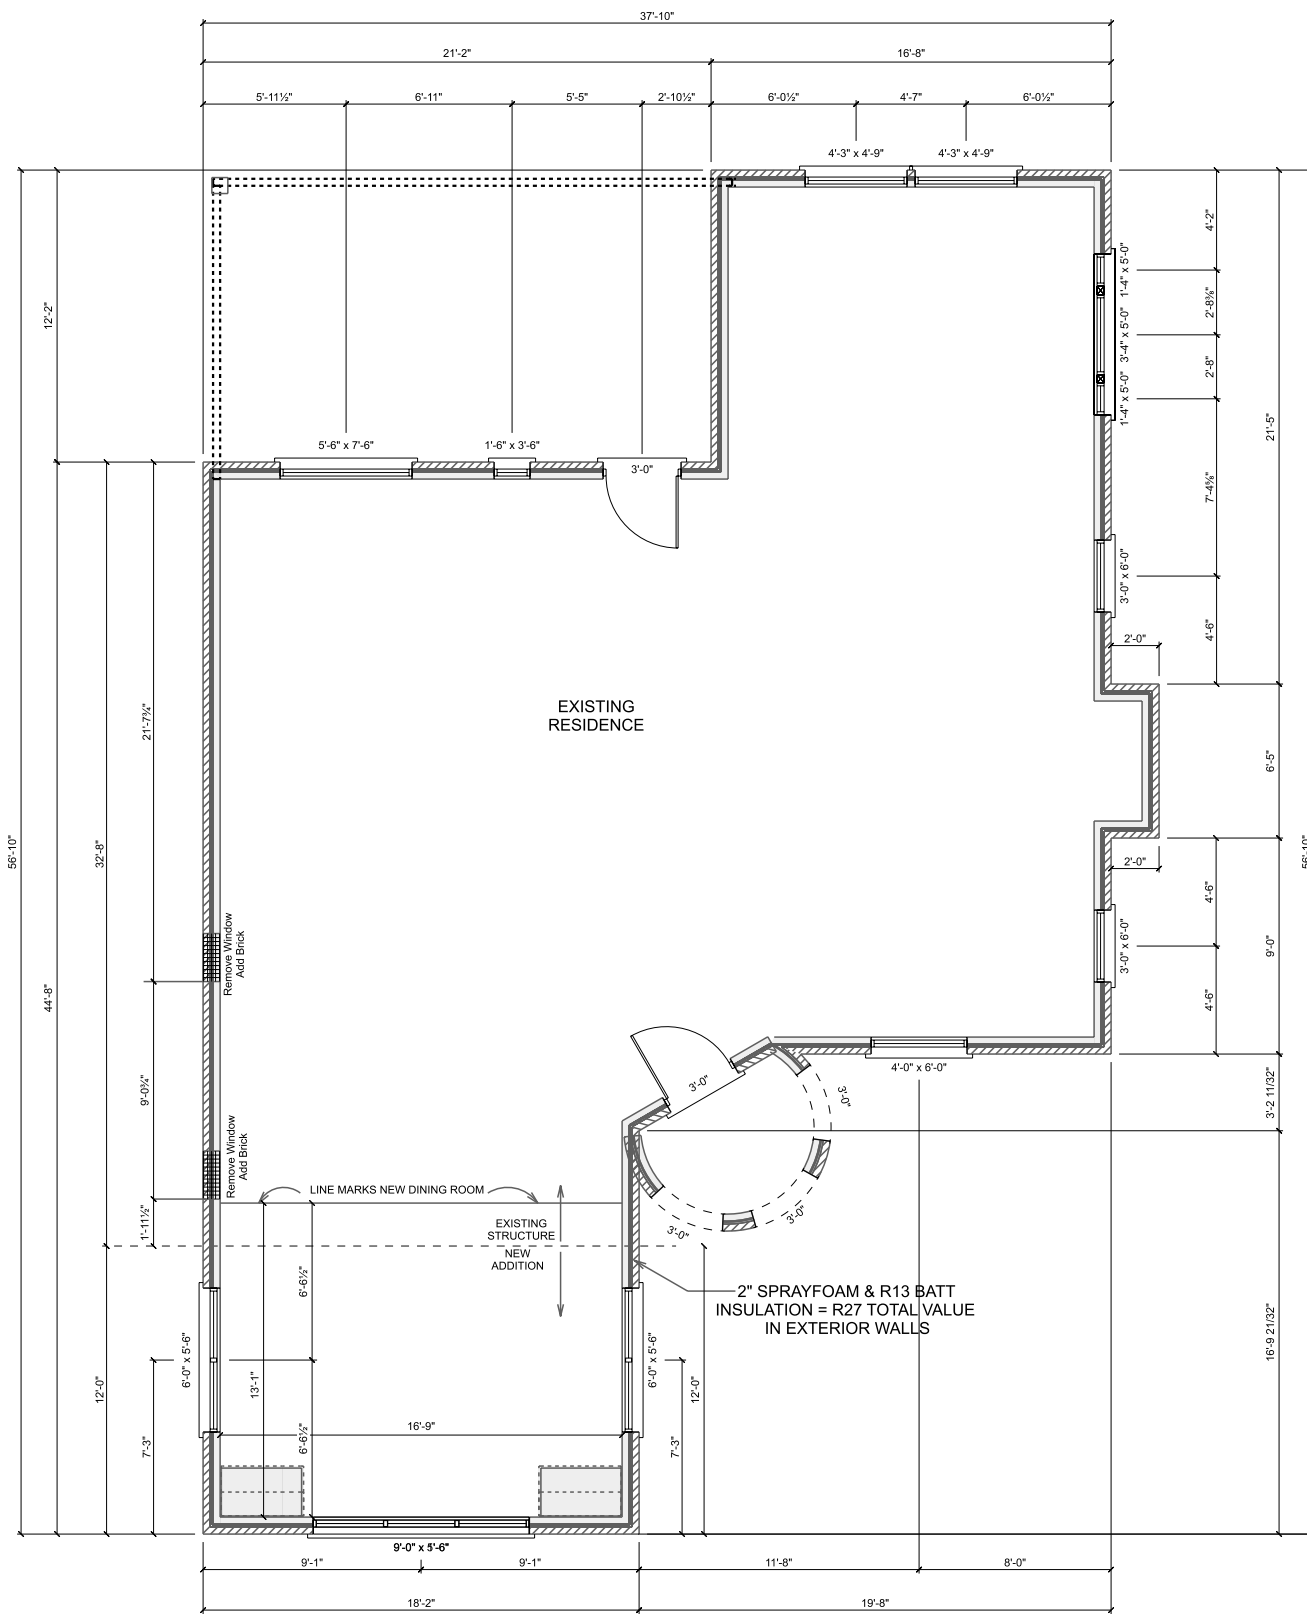 37'-10"
21'-2"
16'-8"
5'-11½"
6'-11"
5'-5"
2'-10½"
6'-0½"
4'-7"
6'-0½"
4'-3" x 4'-9"
4'-3" x 4'-9"
4'-2"
1'-4" x 5'-0"
2'-8⅜"
12'-2"
3'-4" x 5'-0"
2'-8"
1'-4" x 5'-0"
21'-5"
5'-6" x 7'-6"
1'-6" x 3'-6"
3'-0"
7'-4⅝"
3'-0" x 6'-0"
4'-6"
2'-0"
EXISTING
RESIDENCE
21'-7¾"
6'-5"
56'-10"
32'-8"
56'-10"
2'-0"
4'-6"
Remove Window
Add Brick
3'-0" x 6'-0"
9'-0"
44'-8"
4'-6"
4'-0" x 6'-0"
3'-0"
3'-0"
9'-0¾"
3'-2 11/32"
Remove Window
Add Brick
LINE MARKS NEW DINING ROOM
1'-11½"
3'-0"
3'-0"
EXISTING
STRUCTURE
NEW
ADDITION
6'-6½"
2" SPRAYFOAM & R13 BATT
INSULATION = R27 TOTAL VALUE
IN EXTERIOR WALLS
16'-9 21/32"
6'-0" x 5'-6"
6'-0" x 5'-6"
12'-0"
13'-1"
12'-0"
16'-9"
7'-3"
6'-6½"
7'-3"
9'-0" x 5'-6"
9'-1"
9'-1"
11'-8"
8'-0"
18'-2"
19'-8"